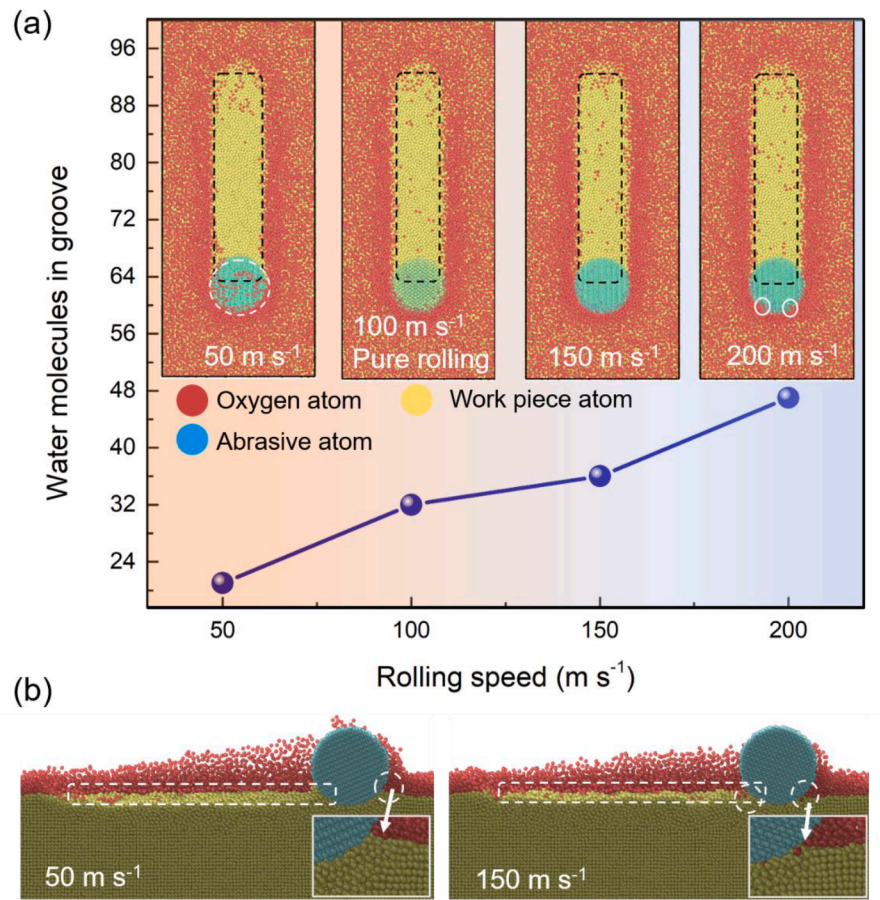 (a)
96
88
80
72
64
56
48
40
32
24
Water molecules in groove
50 m s⁻¹
100 m s⁻¹
Pure rolling
150 m s⁻¹
200 m s⁻¹
Oxygen atom
Work piece atom
Abrasive atom
50
100
150
200
Rolling speed (m s⁻¹)
(b)
50 m s⁻¹
150 m s⁻¹